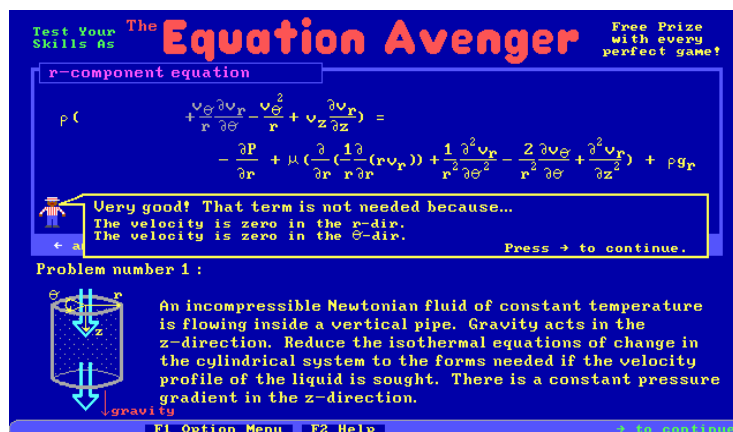 Test Your
Skills As
The
Equation Avenger
Free Prize
with every
perfect game!
r-component equation
ρ ( + vθ/r ∂vr/∂θ - vθ²/r + vz ∂vr/∂z ) =
- ∂P/∂r + μ ( ∂/∂r ( 1/r ∂/∂r (rvr)) + 1/r² ∂²vr/∂θ² - 2/r² ∂vθ/∂θ + ∂²vr/∂z² ) + ρgr
Very good! That term is not needed because...
The velocity is zero in the r-dir.
The velocity is zero in the θ-dir.
Press → to continue.
Problem number 1 :
θ r
z
gravity
An incompressible Newtonian fluid of constant temperature
is flowing inside a vertical pipe. Gravity acts in the
z-direction. Reduce the isothermal equations of change in
the cylindrical system to the forms needed if the velocity
profile of the liquid is sought. There is a constant pressure
gradient in the z-direction.
F1 Option Menu F2 Help → to continue